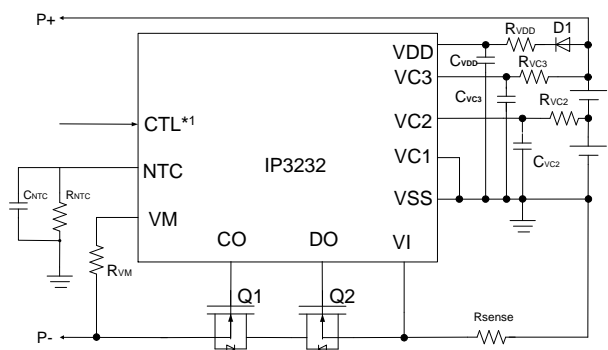 P+
RVDD
D1
VDD
CVDD
RVC3
VC3
CVC3
RVC2
CTL*1
VC2
IP3232
VC1
CVC2
NTC
CNTC
RNTC
VM
VSS
CO
DO
VI
RVM
Q1
Q2
Rsense
P-